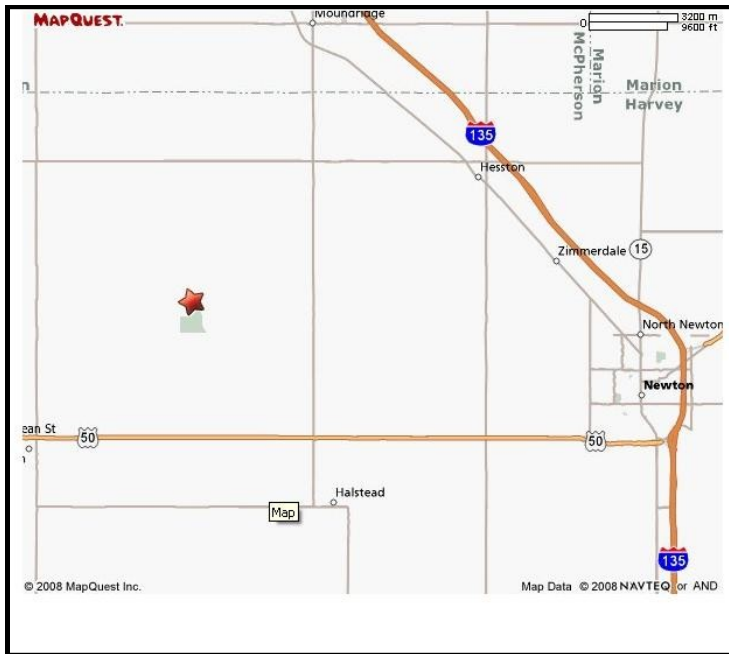 MAPQUEST.
Moundridge
0
3200 m
9600 ft
McPherson
Marion
Marion
Harvey
n
135
Hesston
Zimmerdale
15
North Newton
Newton
ean St
50
50
Halstead
Map
135
© 2008 MapQuest Inc.
Map Data © 2008 NAVTEQ or AND